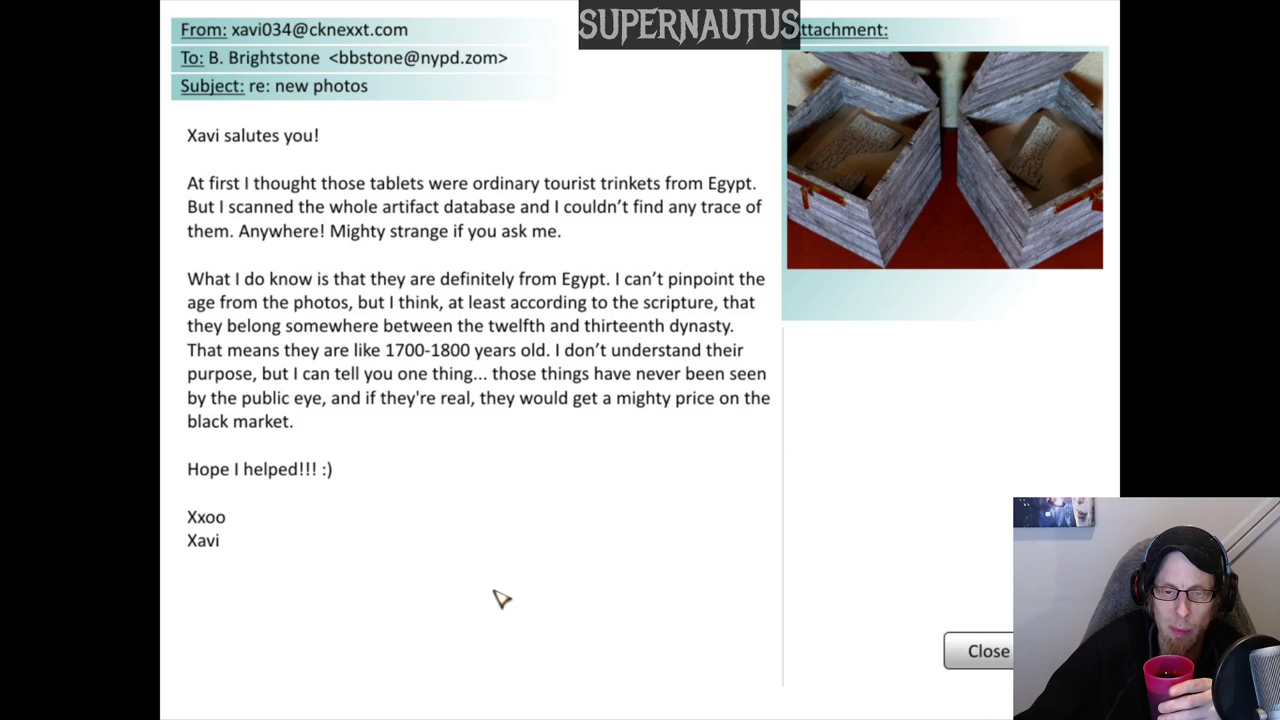 SUPERNAUTUS
From: xavi034@cknexxt.com
To: B. Brightstone <bbstone@nypd.zom>
Subject: re: new photos
ttachment:
Xavi salutes you!
At first I thought those tablets were ordinary tourist trinkets from Egypt.
But I scanned the whole artifact database and I couldn't find any trace of
them. Anywhere! Mighty strange if you ask me.
What I do know is that they are definitely from Egypt. I can't pinpoint the
age from the photos, but I think, at least according to the scripture, that
they belong somewhere between the twelfth and thirteenth dynasty.
That means they are like 1700-1800 years old. I don't understand their
purpose, but I can tell you one thing... those things have never been seen
by the public eye, and if they're real, they would get a mighty price on the
black market.
Hope I helped!!! :)
Xxoo
Xavi
Close